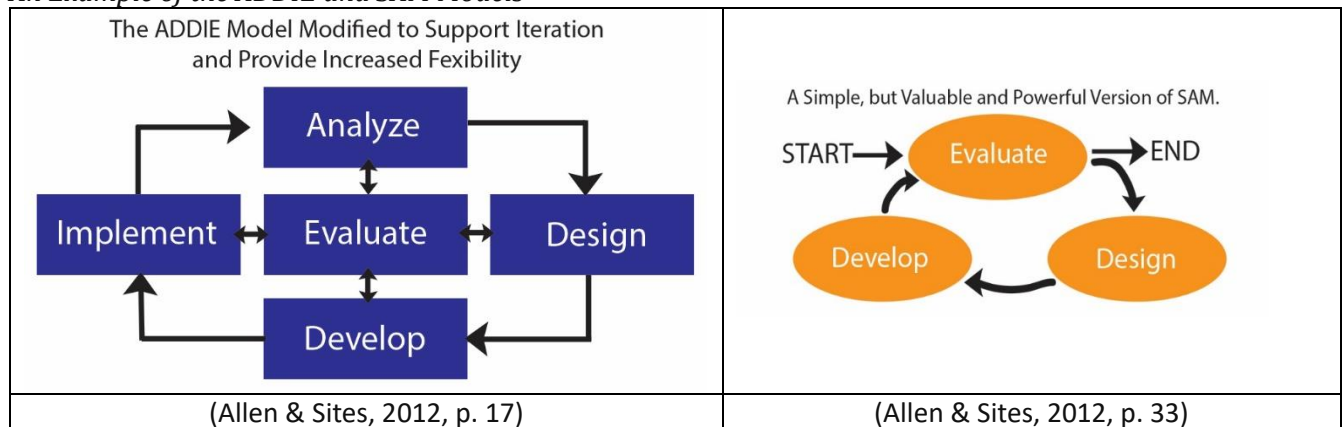 The ADDIE Model Modified to Support Iteration
and Provide Increased Fexibility
Analyze
Implement
Evaluate
Design
Develop
(Allen & Sites, 2012, p. 17)
A Simple, but Valuable and Powerful Version of SAM.
START
Evaluate
END
Develop
Design
(Allen & Sites, 2012, p. 33)